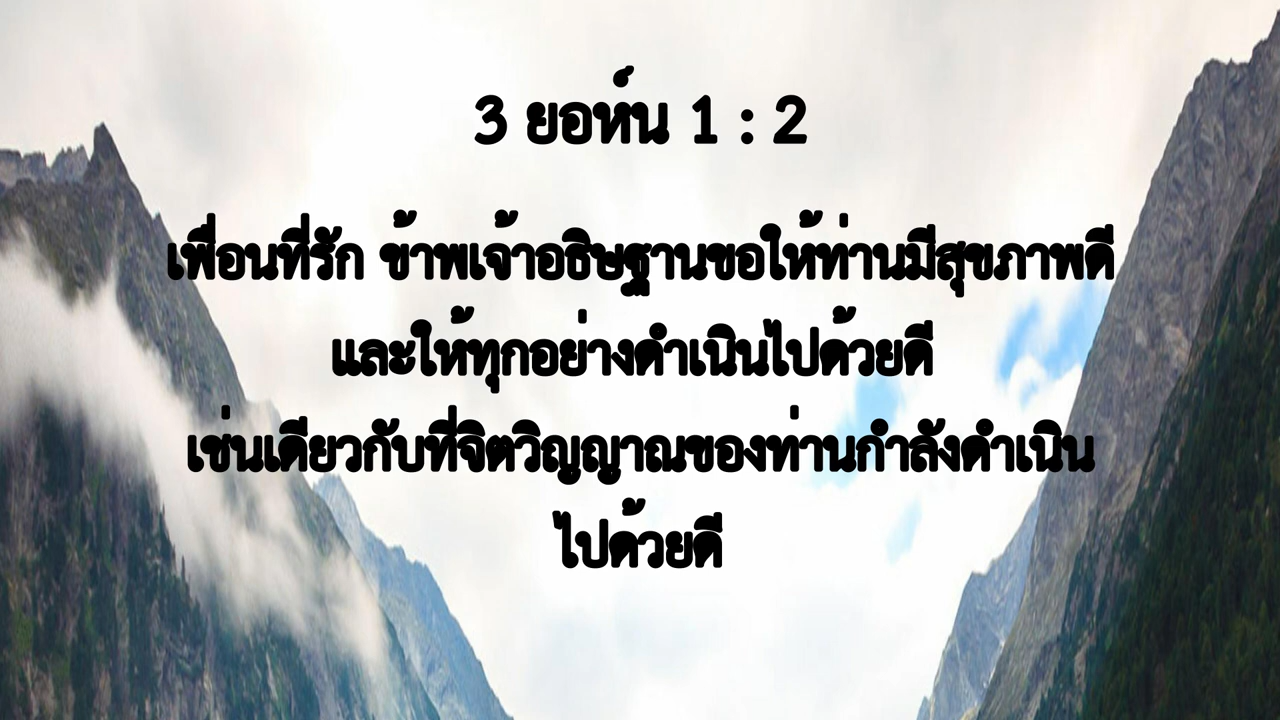 3 ยอห์น 1 : 2
เพื่อนที่รัก ข้าพเจ้าอธิษฐานขอให้ท่านมีสุขภาพดี
และให้ทุกอย่างดำเนินไปด้วยดี
เช่นเดียวกับที่จิตวิญญาณของท่านกำลังดำเนิน
ไปด้วยดี